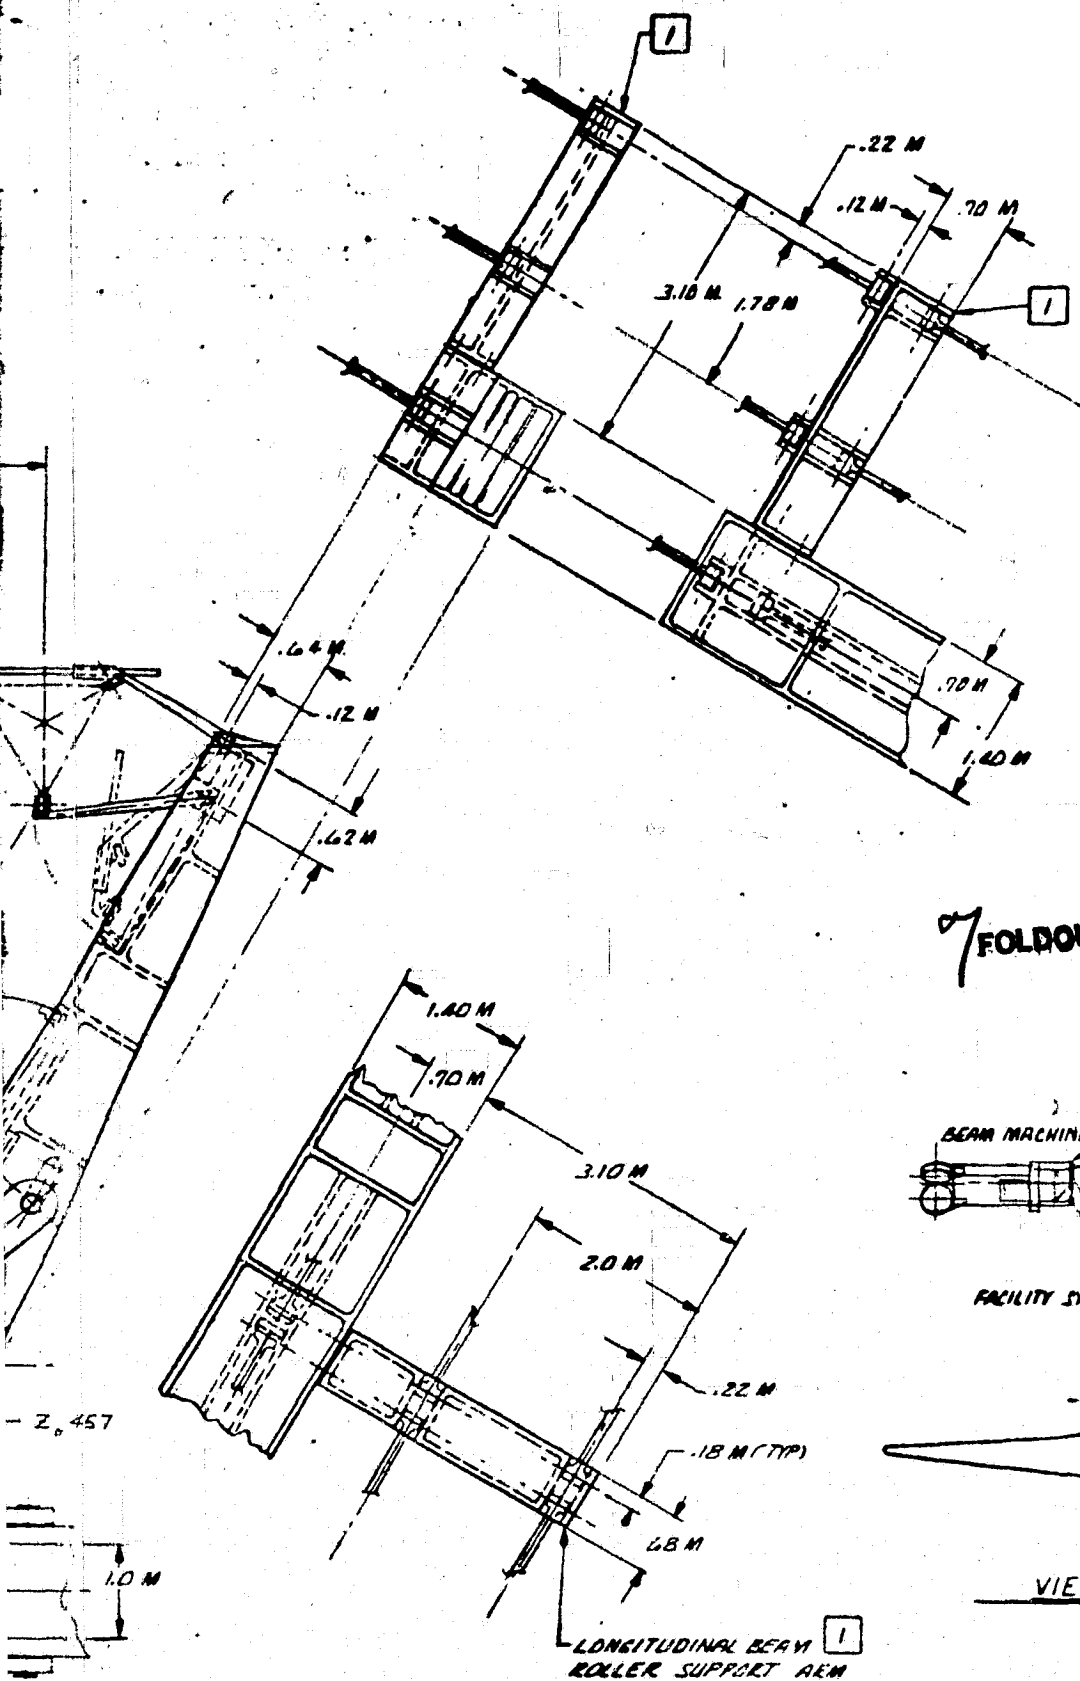 1
.22 M
.12 M
.70 M
3.10 M
1.78 M
1
.64 M
.12 M
.62 M
.70 M
1.40 M
FOLDOU
1.40 M
.70 M
3.10 M
2.0 M
BEAM MACHIN
FACILITY
.22 M
Z₀ 457
.18 M (TYP)
.68 M
1.0 M
VIE
LONGITUDINAL BEAM 1
ROLLER SUPPORT ARM